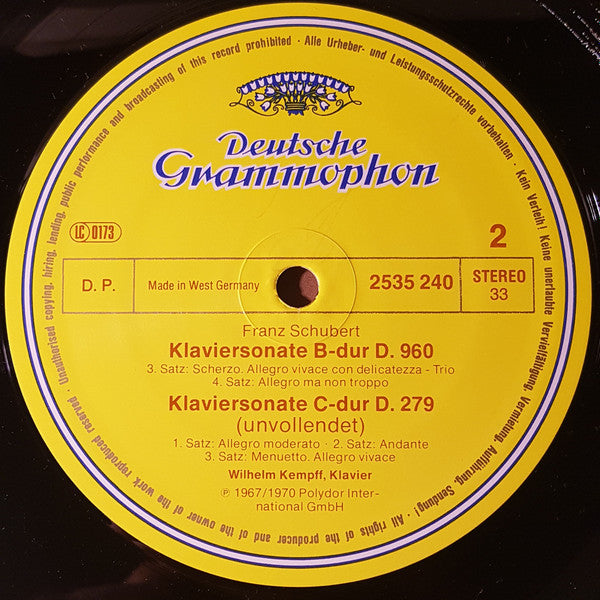 Deutsche
Grammophon
LC 0173
2
D. P.
Made in West Germany
2535 240
STEREO
33
Franz Schubert
Klaviersonate B-dur D. 960
3. Satz: Scherzo. Allegro vivace con delicatezza - Trio
4. Satz: Allegro ma non troppo
Klaviersonate C-dur D. 279
(unvollendet)
1. Satz: Allegro moderato · 2. Satz: Andante
3. Satz: Menuetto. Allegro vivace
Wilhelm Kempff, Klavier
℗ 1967/1970 Polydor Inter-
national GmbH
Alle Urheber- und Leistungsschutzrechte vorbehalten · Kein Verleih! Keine unerlaubte Vervielfältigung, Vermietung, Aufführung, Sendung! · All rights of the producer and of the owner of the work reproduced reserved · Unauthorised copying, hiring, lending, public performance and broadcasting of this record prohibited ·